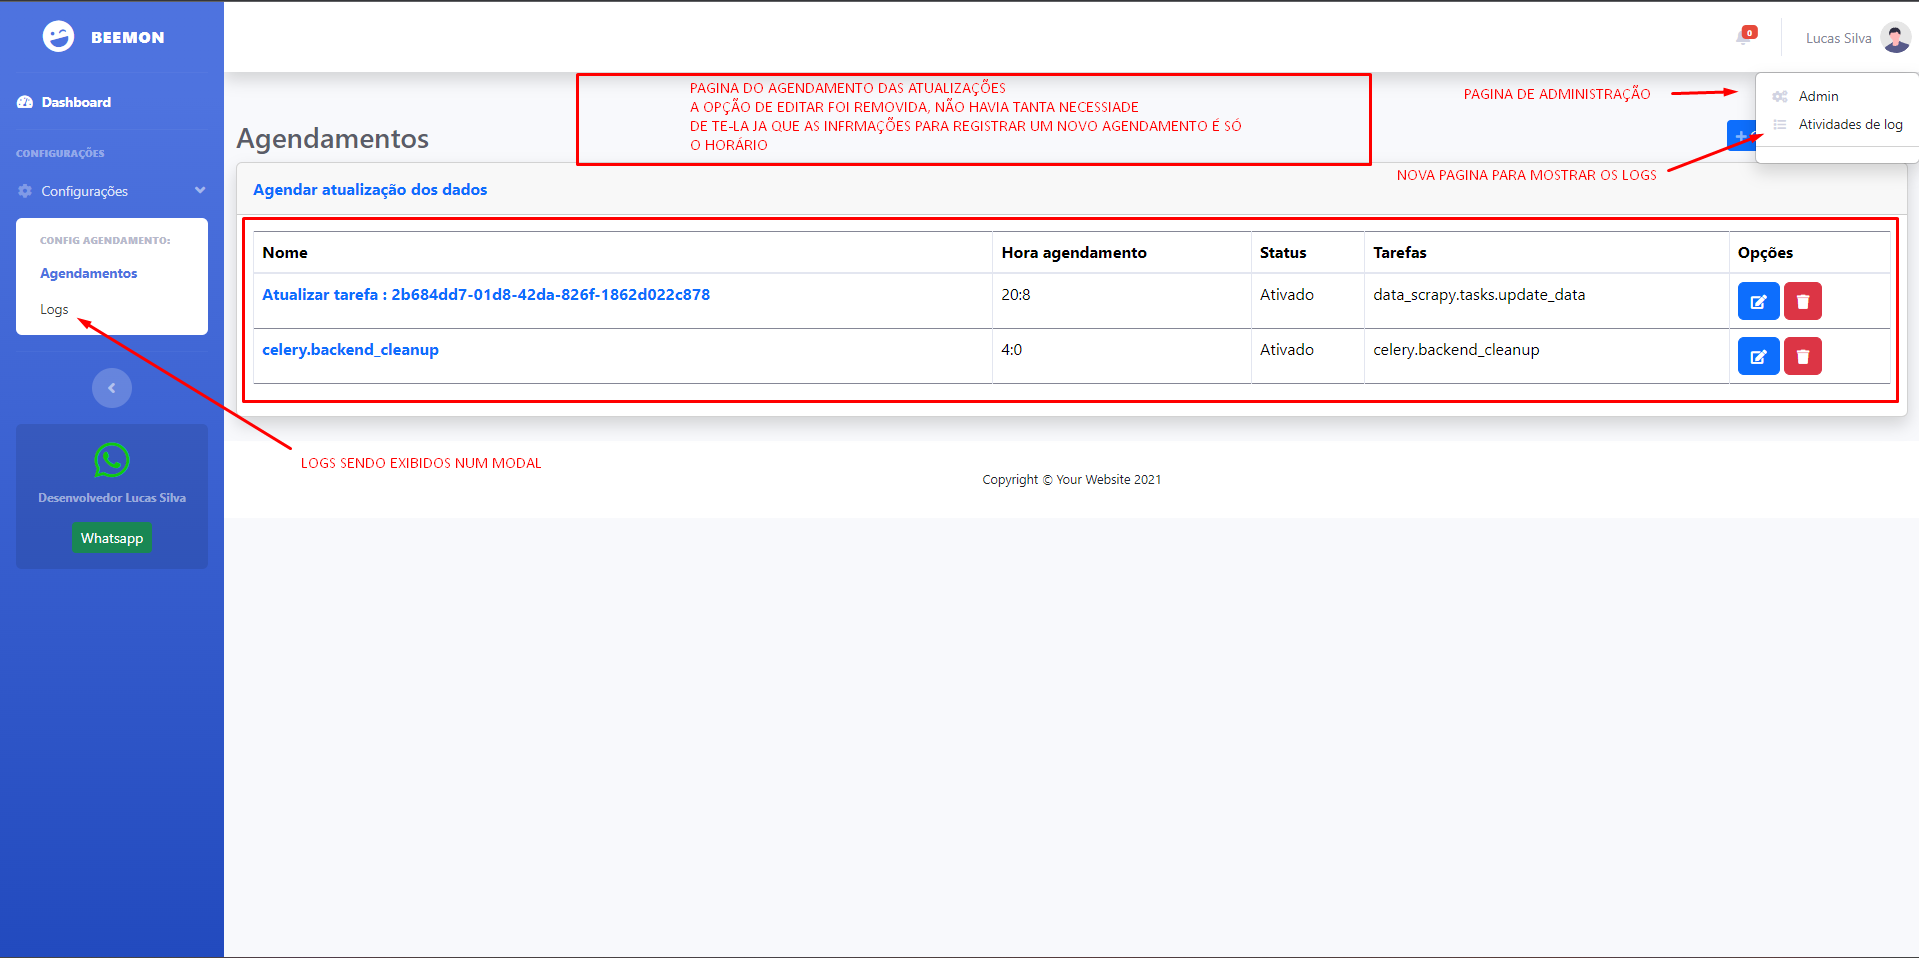 BEEMON
0
Lucas Silva
Dashboard
CONFIGURAÇÕES
Configurações
CONFIG AGENDAMENTO:
Agendamentos
Logs
Desenvolvedor Lucas Silva
Whatsapp
PAGINA DO AGENDAMENTO DAS ATUALIZAÇÕES
A OPÇÃO DE EDITAR FOI REMOVIDA, NÃO HAVIA TANTA NECESSIADE
DE TE-LA JA QUE AS INFRMAÇÕES PARA REGISTRAR UM NOVO AGENDAMENTO É SÓ
O HORÁRIO
PAGINA DE ADMINISTRAÇÃO
Admin
Atividades de log
NOVA PAGINA PARA MOSTRAR OS LOGS
Agendamentos
Agendar atualização dos dados
Nome Hora agendamento Status Tarefas Opções
Atualizar tarefa : 2b684dd7-01d8-42da-826f-1862d022c878 20:8 Ativado data_scrapy.tasks.update_data
celery.backend_cleanup 4:0 Ativado celery.backend_cleanup
LOGS SENDO EXIBIDOS NUM MODAL
Copyright © Your Website 2021